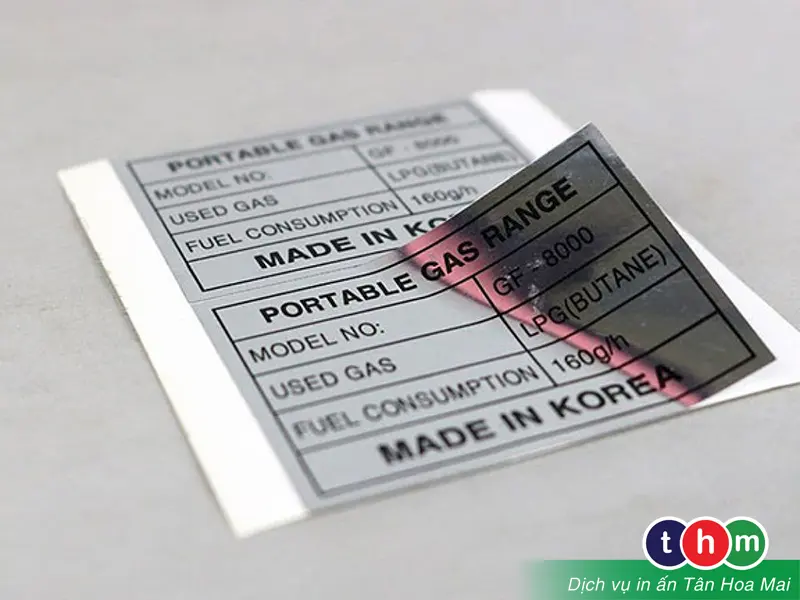 PORTABLE GAS RANGE
MODEL NO: GF - 8000
USED GAS LPG(BUTANE)
FUEL CONSUMPTION 160g/h
MADE IN KO
PORTABLE GAS RANGE
MODEL NO: GF - 8000
USED GAS LPG(BUTANE)
FUEL CONSUMPTION 160g/h
MADE IN KOREA
thm
Dịch vụ in ấn Tân Hoa Mai